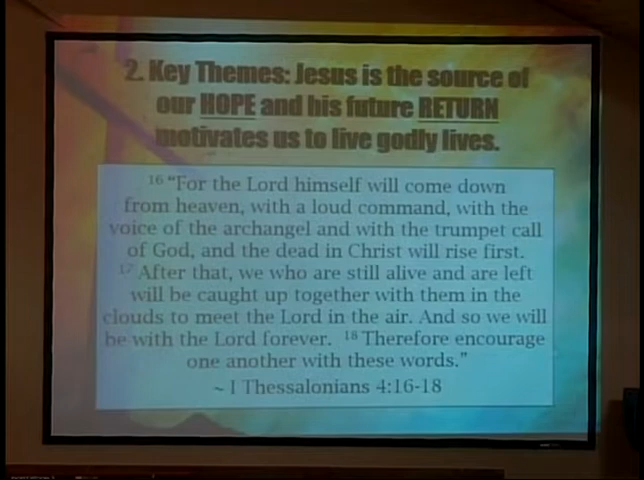 2. Key Themes: Jesus is the source of
our HOPE and his future RETURN
motivates us to live godly lives.
16 “For the Lord himself will come down
from heaven, with a loud command, with the
voice of the archangel and with the trumpet call
of God, and the dead in Christ will rise first.
17 After that, we who are still alive and are left
will be caught up together with them in the
clouds to meet the Lord in the air. And so we will
be with the Lord forever. 18 Therefore encourage
one another with these words.”
~ I Thessalonians 4:16-18